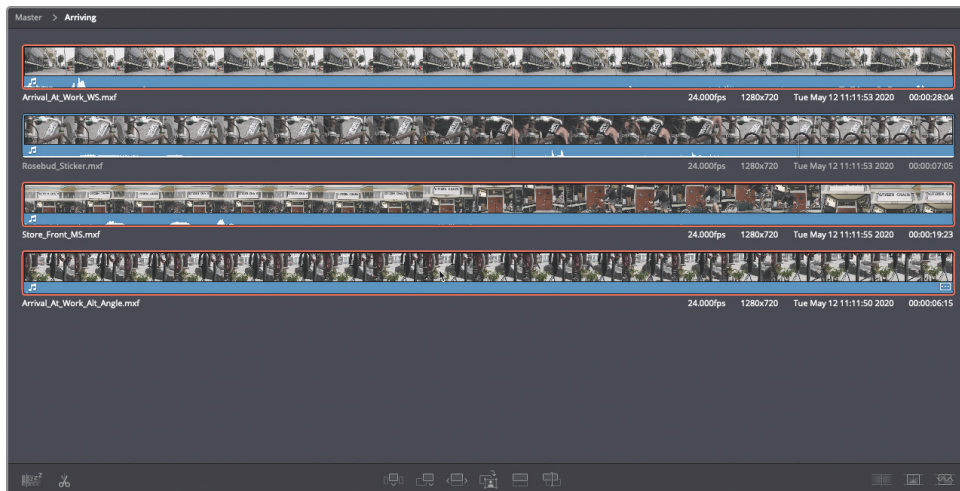 Master > Arriving
Arrival_At_Work_WS.mxf 24.000fps 1280x720 Tue May 12 11:11:53 2020 00:00:28:04
Rosebud_Sticker.mxf 24.000fps 1280x720 Tue May 12 11:11:53 2020 00:00:07:05
Store_Front_MS.mxf 24.000fps 1280x720 Tue May 12 11:11:55 2020 00:00:19:23
Arrival_At_Work_Alt_Angle.mxf 24.000fps 1280x720 Tue May 12 11:11:50 2020 00:00:06:15